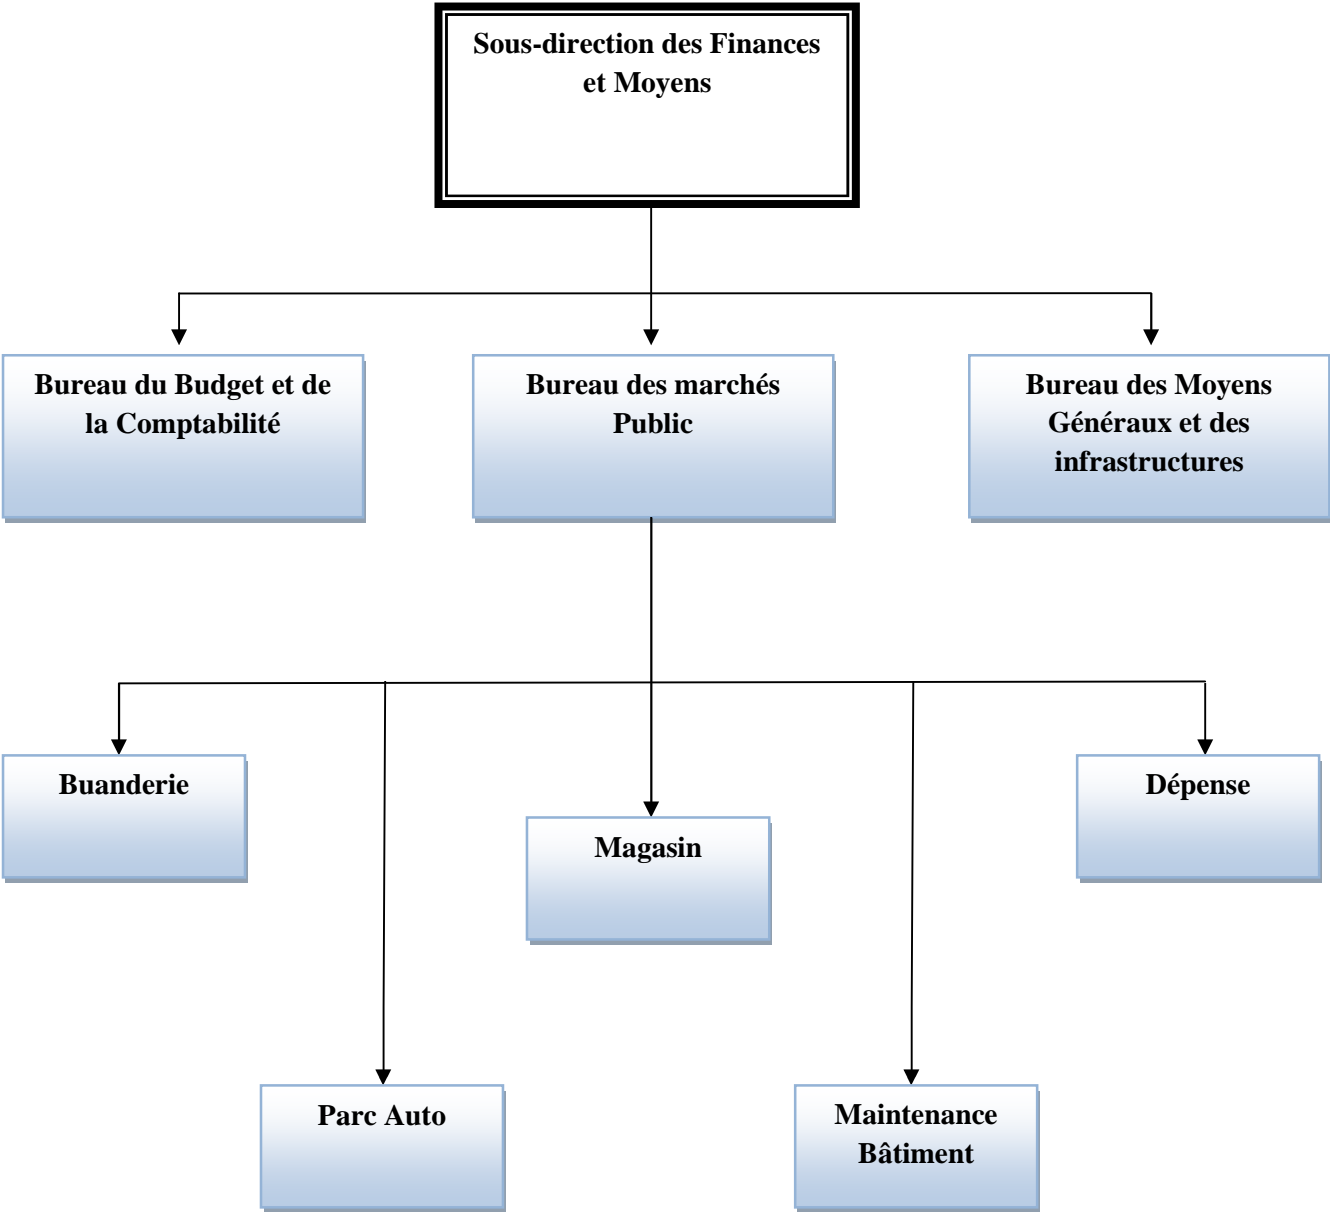 Sous-direction des Finances
et Moyens
Bureau du Budget et de
la Comptabilité
Bureau des marchés
Public
Bureau des Moyens
Généraux et des
infrastructures
Buanderie
Magasin
Dépense
Parc Auto
Maintenance
Bâtiment